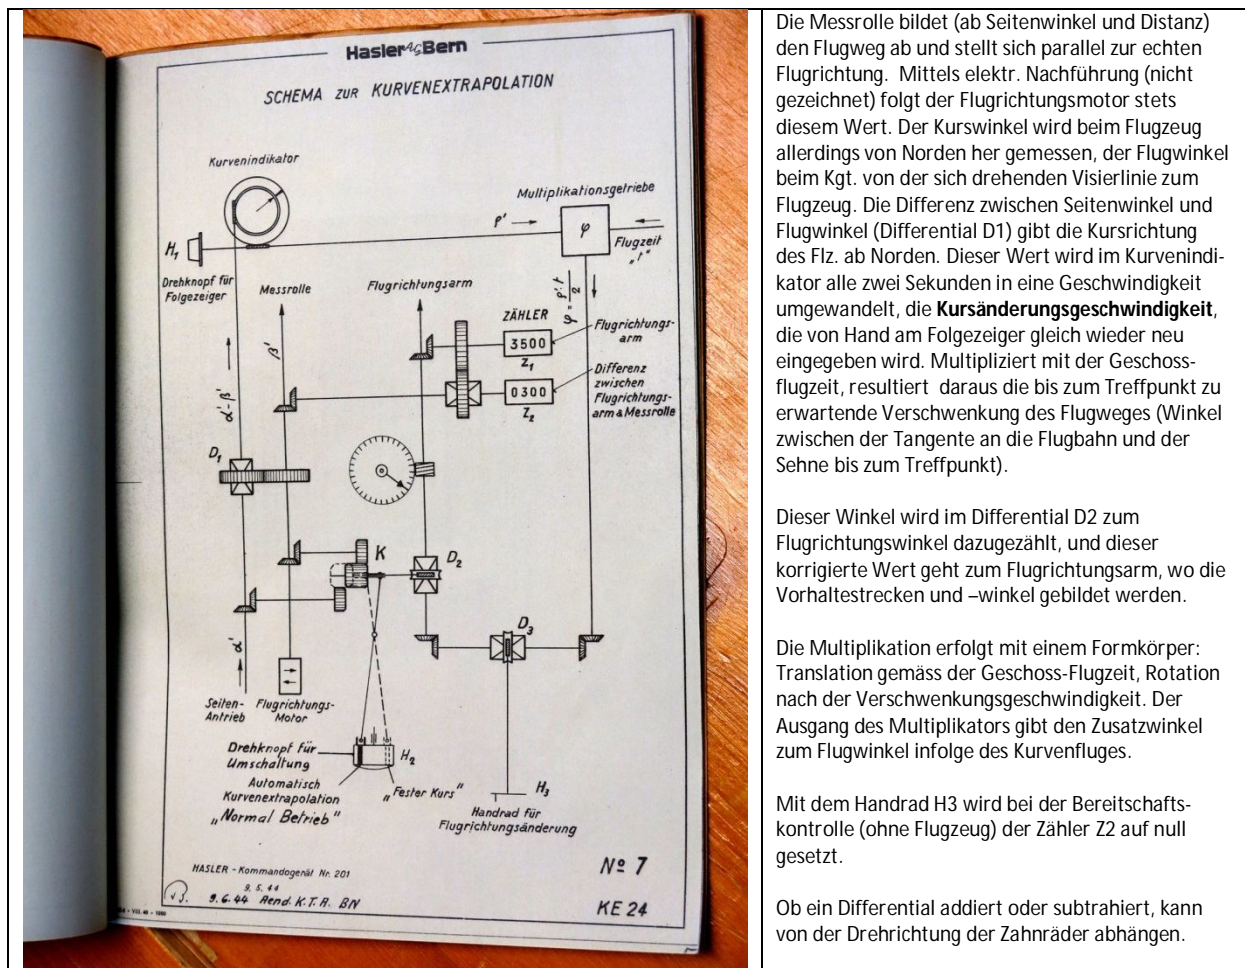 Hasler AG Bern
SCHEMA ZUR KURVENEXTRAPOLATION
Kurvenindikator
Multiplikationsgetriebe
ρ'
φ
H₁
Flugzeit
"t"
Drehknopf für
Folgezeiger
Messrolle
Flugrichtungsarm
φ = ρ'·t / 2
ZÄHLER
Flugrichtungs-
arm
3500
Z₁
β'
Differenz
zwischen
Flugrichtungs-
arm & Messrolle
0300
Z₂
α'-β'
D₁
K
D₂
D₃
α'
Seiten-
Antrieb
Flugrichtungs-
Motor
Drehknopf für
Umschaltung
H₂
Automatisch
Kurvenextrapolation
„Normal Betrieb"
„Fester Kurs"
H₃
Handrad für
Flugrichtungsänderung
HASLER - Kommandogerät Nr. 201
9. 5. 44
9.6.44 Rend. K.T.A. BN
Nº 7
KE 24
Die Messrolle bildet (ab Seitenwinkel und Distanz)
den Flugweg ab und stellt sich parallel zur echten
Flugrichtung. Mittels elektr. Nachführung (nicht
gezeichnet) folgt der Flugrichtungsmotor stets
diesem Wert. Der Kurswinkel wird beim Flugzeug
allerdings von Norden her gemessen, der Flugwinkel
beim Kgt. von der sich drehenden Visierlinie zum
Flugzeug. Die Differenz zwischen Seitenwinkel und
Flugwinkel (Differential D1) gibt die Kursrichtung
des Flz. ab Norden. Dieser Wert wird im Kurvenindi-
kator alle zwei Sekunden in eine Geschwindigkeit
umgewandelt, die Kursänderungsgeschwindigkeit,
die von Hand am Folgezeiger gleich wieder neu
eingegeben wird. Multipliziert mit der Geschoss-
flugzeit, resultiert daraus die bis zum Treffpunkt zu
erwartende Verschwenkung des Flugweges (Winkel
zwischen der Tangente an die Flugbahn und der
Sehne bis zum Treffpunkt).
Dieser Winkel wird im Differential D2 zum
Flugrichtungswinkel dazugezählt, und dieser
korrigierte Wert geht zum Flugrichtungsarm, wo die
Vorhaltestrecken und –winkel gebildet werden.
Die Multiplikation erfolgt mit einem Formkörper:
Translation gemäss der Geschoss-Flugzeit, Rotation
nach der Verschwenkungsgeschwindigkeit. Der
Ausgang des Multiplikators gibt den Zusatzwinkel
zum Flugwinkel infolge des Kurvenfluges.
Mit dem Handrad H3 wird bei der Bereitschafts-
kontrolle (ohne Flugzeug) der Zähler Z2 auf null
gesetzt.
Ob ein Differential addiert oder subtrahiert, kann
von der Drehrichtung der Zahnräder abhängen.